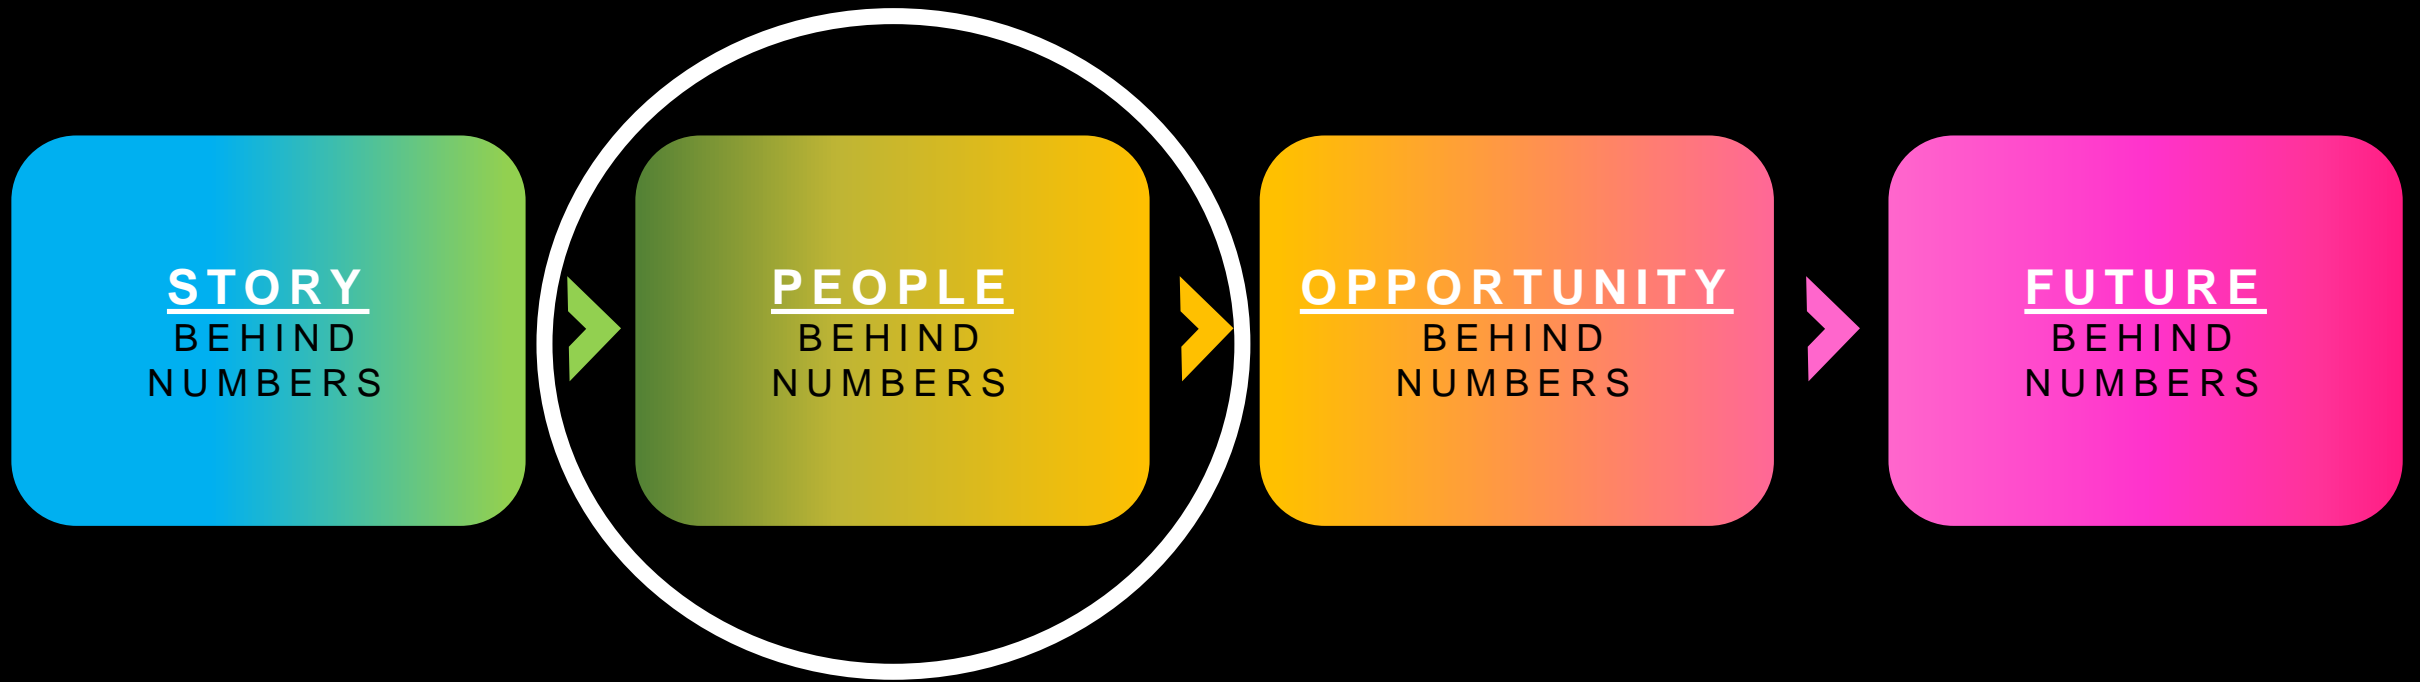 STORY
BEHIND
NUMBERS
PEOPLE
BEHIND
NUMBERS
OPPORTUNITY
BEHIND
NUMBERS
FUTURE
BEHIND
NUMBERS